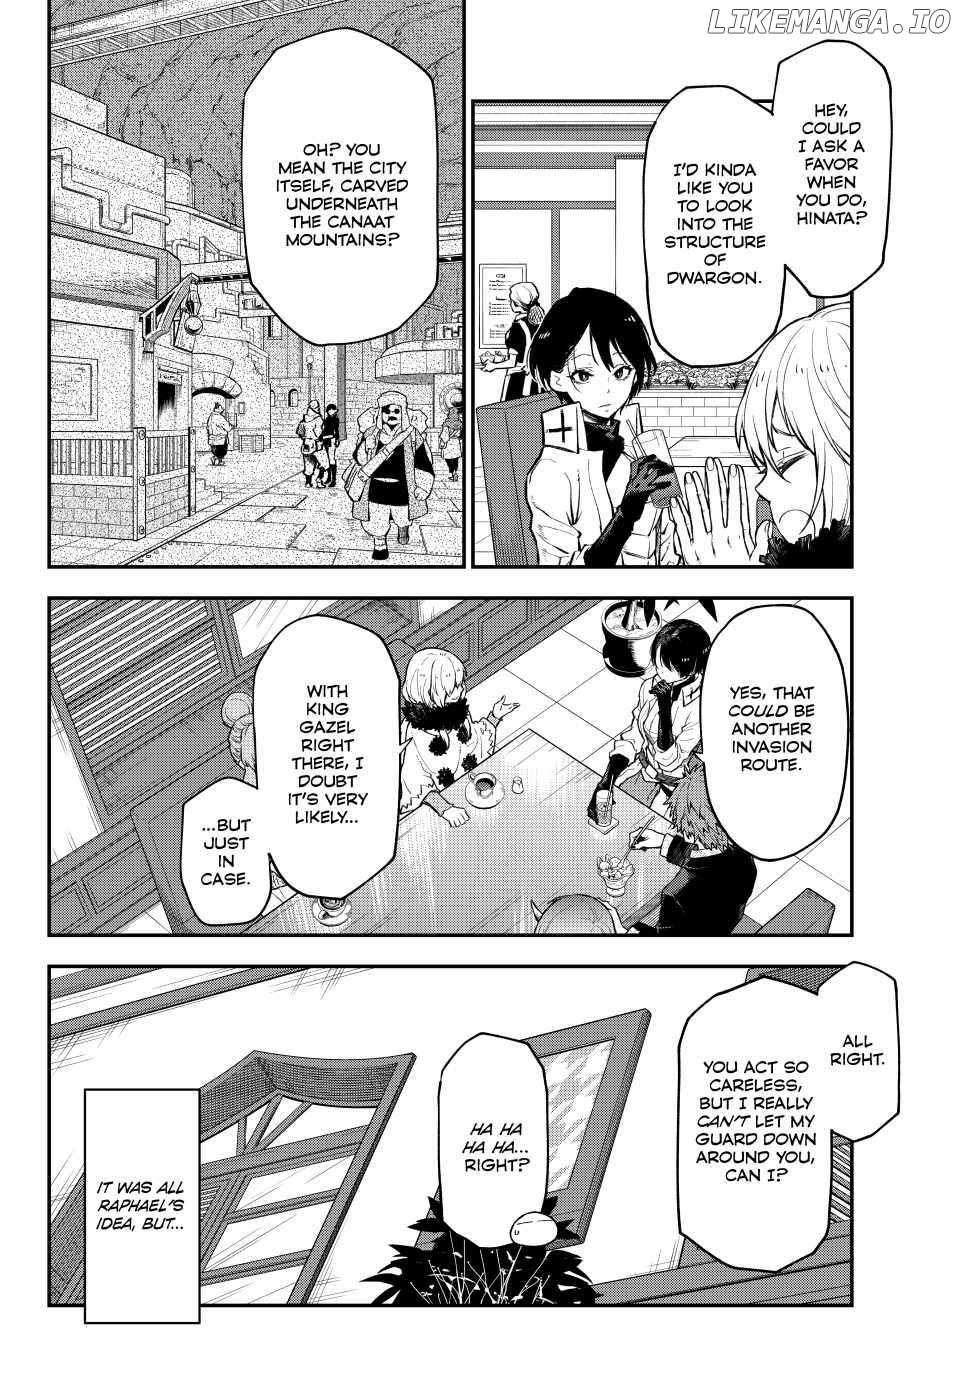 LIKEMANGA.IO
HEY,
COULD
I ASK A
FAVOR
WHEN
YOU DO,
HINATA?
I'D KINDA
LIKE YOU
TO LOOK
INTO THE
STRUCTURE
OF
DWARGON.
OH? YOU
MEAN THE CITY
ITSELF, CARVED
UNDERNEATH
THE CANAAT
MOUNTAINS?
YES, THAT
COULD BE
ANOTHER
INVASION
ROUTE.
WITH
KING
GAZEL
RIGHT
THERE, I
DOUBT
IT'S VERY
LIKELY...
...BUT
JUST
IN
CASE.
ALL
RIGHT.
YOU ACT SO
CARELESS,
BUT I REALLY
CAN'T LET MY
GUARD DOWN
AROUND YOU,
CAN I?
HA HA
HA HA...
RIGHT?
IT WAS ALL
RAPHAEL'S
IDEA, BUT...